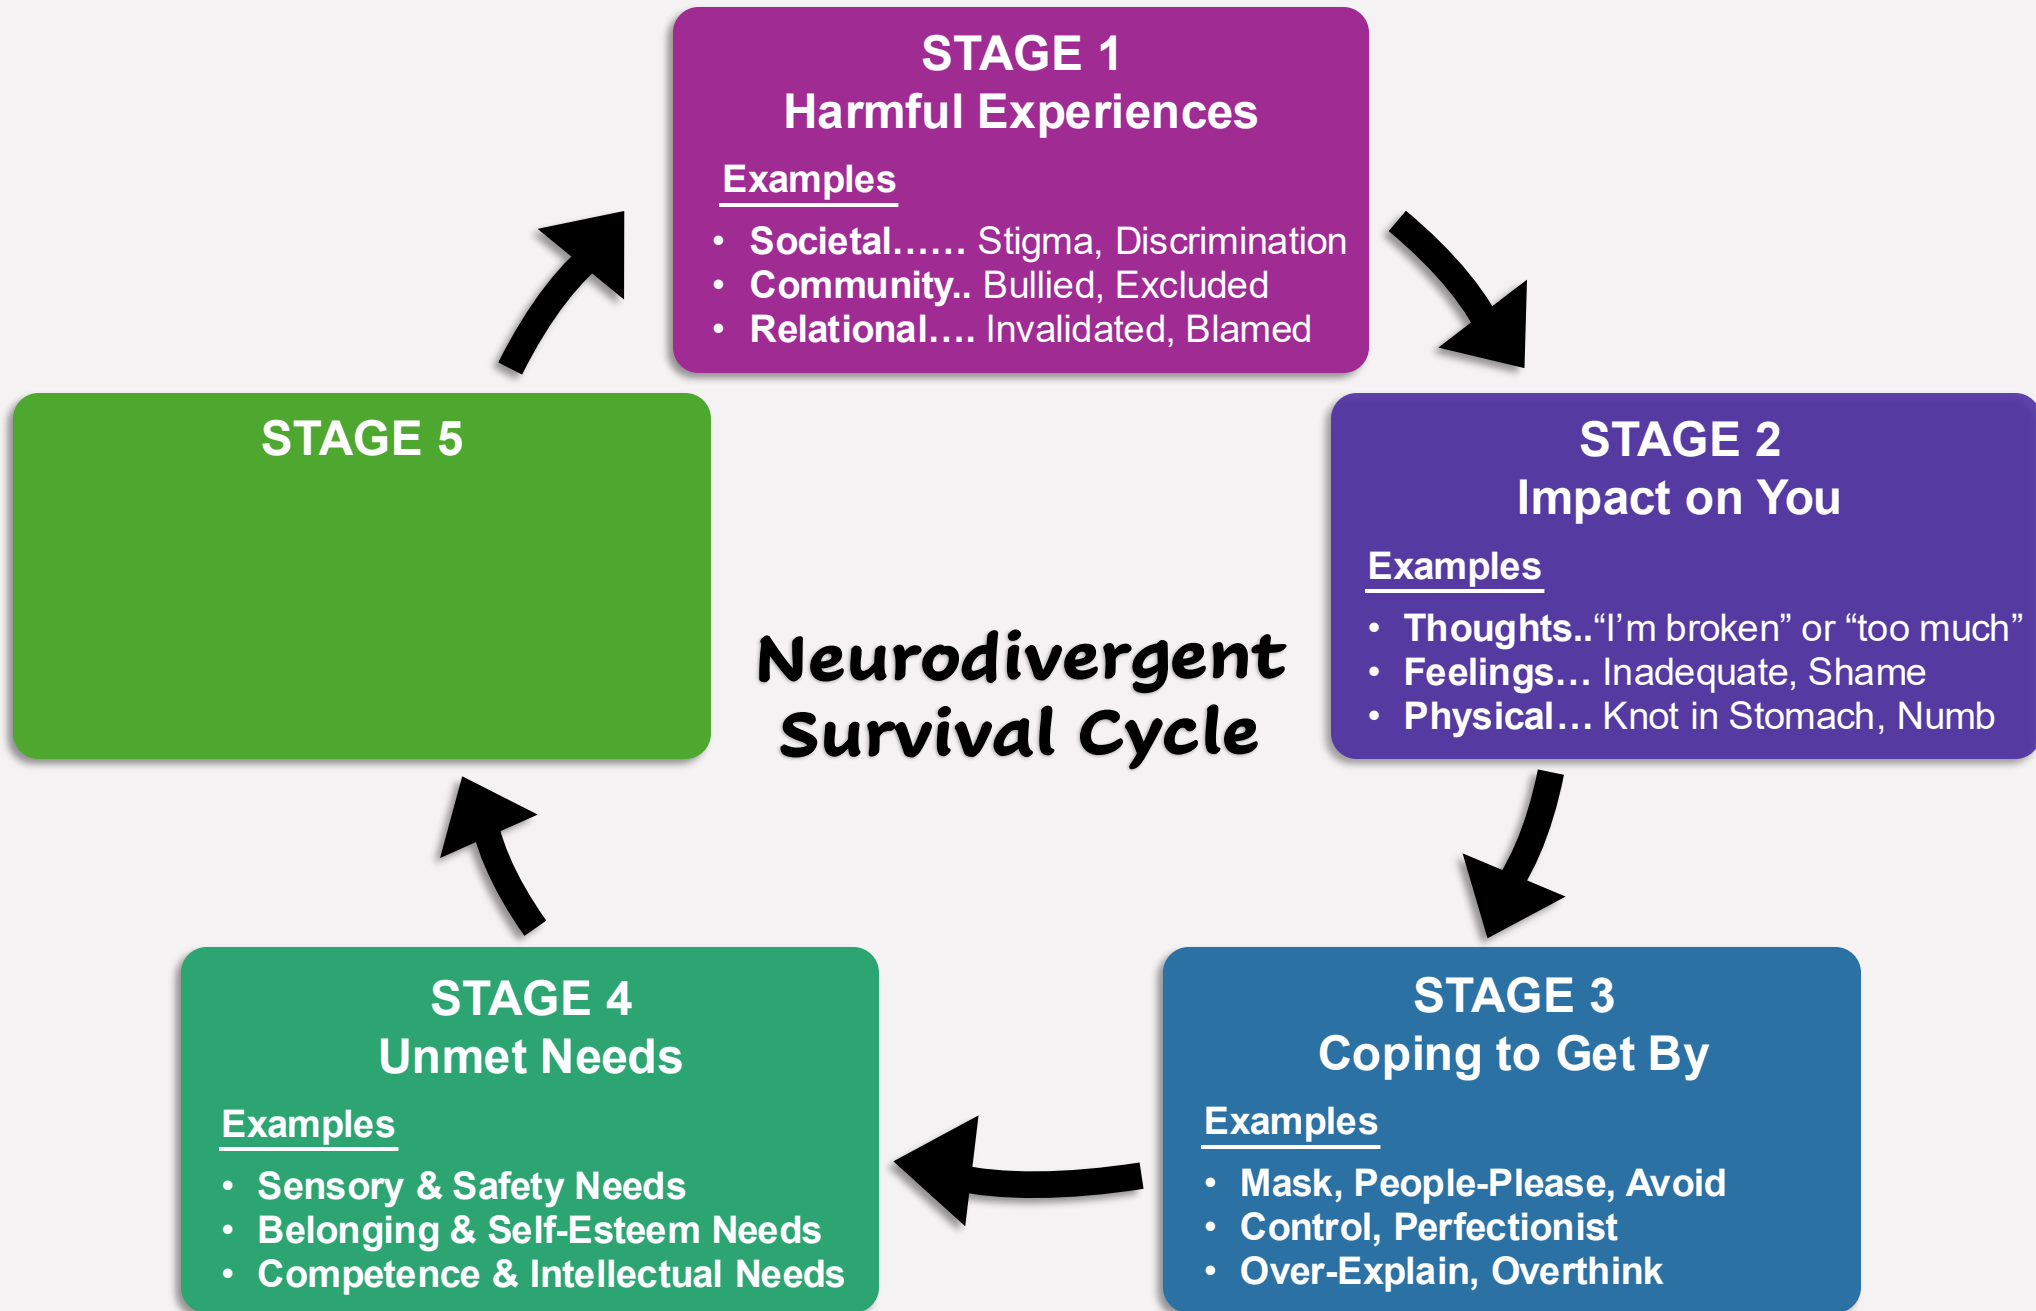 STAGE 1
Harmful Experiences
Examples
• Societal...... Stigma, Discrimination
• Community.. Bullied, Excluded
• Relational.... Invalidated, Blamed
STAGE 2
Impact on You
Examples
• Thoughts..“I’m broken” or “too much”
• Feelings... Inadequate, Shame
• Physical... Knot in Stomach, Numb
STAGE 3
Coping to Get By
Examples
• Mask, People-Please, Avoid
• Control, Perfectionist
• Over-Explain, Overthink
STAGE 4
Unmet Needs
Examples
• Sensory & Safety Needs
• Belonging & Self-Esteem Needs
• Competence & Intellectual Needs
STAGE 5
Neurodivergent
Survival Cycle